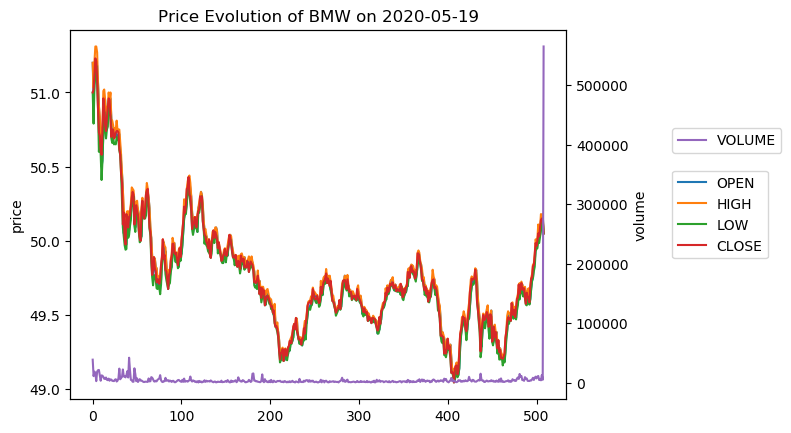 Price Evolution of BMW on 2020-05-19
price
51.0
50.5
50.0
49.5
49.0
0
100
200
300
400
500
500000
400000
300000
200000
100000
0
volume
VOLUME
OPEN
HIGH
LOW
CLOSE